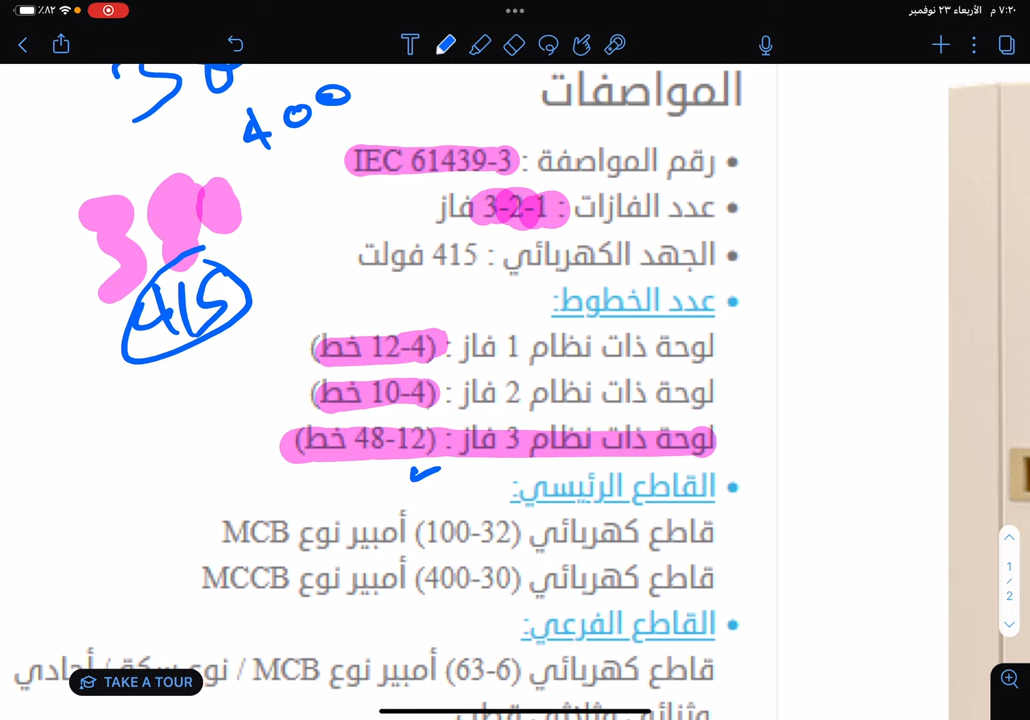 ٧:٢٠ م الأربعاء ٢٣ نوفمبر
٨٢٪
T
400
415
المواصفات
رقم المواصفة : IEC 61439-3
عدد الفازات : 1-2-3 فاز
الجهد الكهربائي : 415 فولت
عدد الخطوط:
لوحة ذات نظام 1 فاز : (4-12 خط)
لوحة ذات نظام 2 فاز : (4-10 خط)
لوحة ذات نظام 3 فاز : (12-48 خط)
القاطع الرئيسي:
قاطع كهربائي (32-100) أمبير نوع MCB
قاطع كهربائي (30-400) أمبير نوع MCCB
القاطع الفرعي:
قاطع كهربائي (6-63) أمبير نوع MCB / نوع سكة / أحادي
وثنائي وثلاثي قطب
TAKE A TOUR
1
/
2